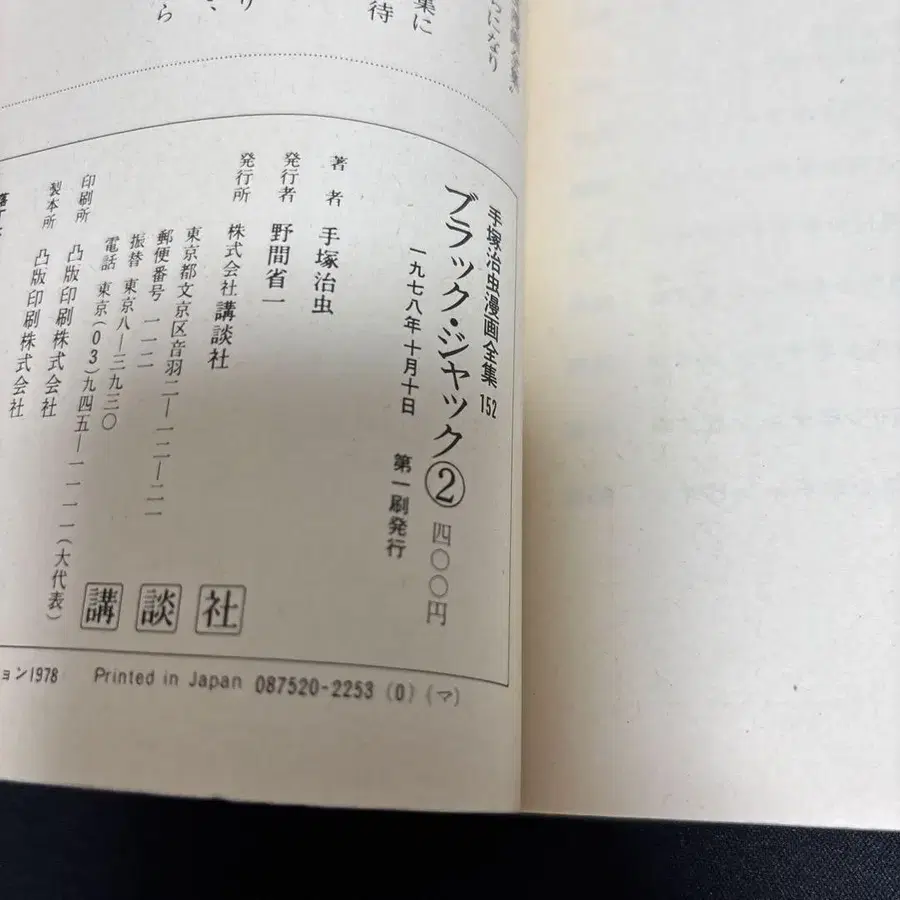 手塚治虫漫画全集 152
ブラック・ジャック② 四〇〇円
一九七八年十月十日 第一刷発行
著者 手塚治虫
発行者 野間省一
発行所 株式会社 講談社
東京都文京区音羽二―一二―二一
郵便番号 一一二
振替 東京八―三九三〇
電話 東京(03)九四五―一一一一(大代表)
印刷所 凸版印刷株式会社
製本所 凸版印刷株式会社
講談社
ョン1978 Printed in Japan 087520-2253 (0) (マ)